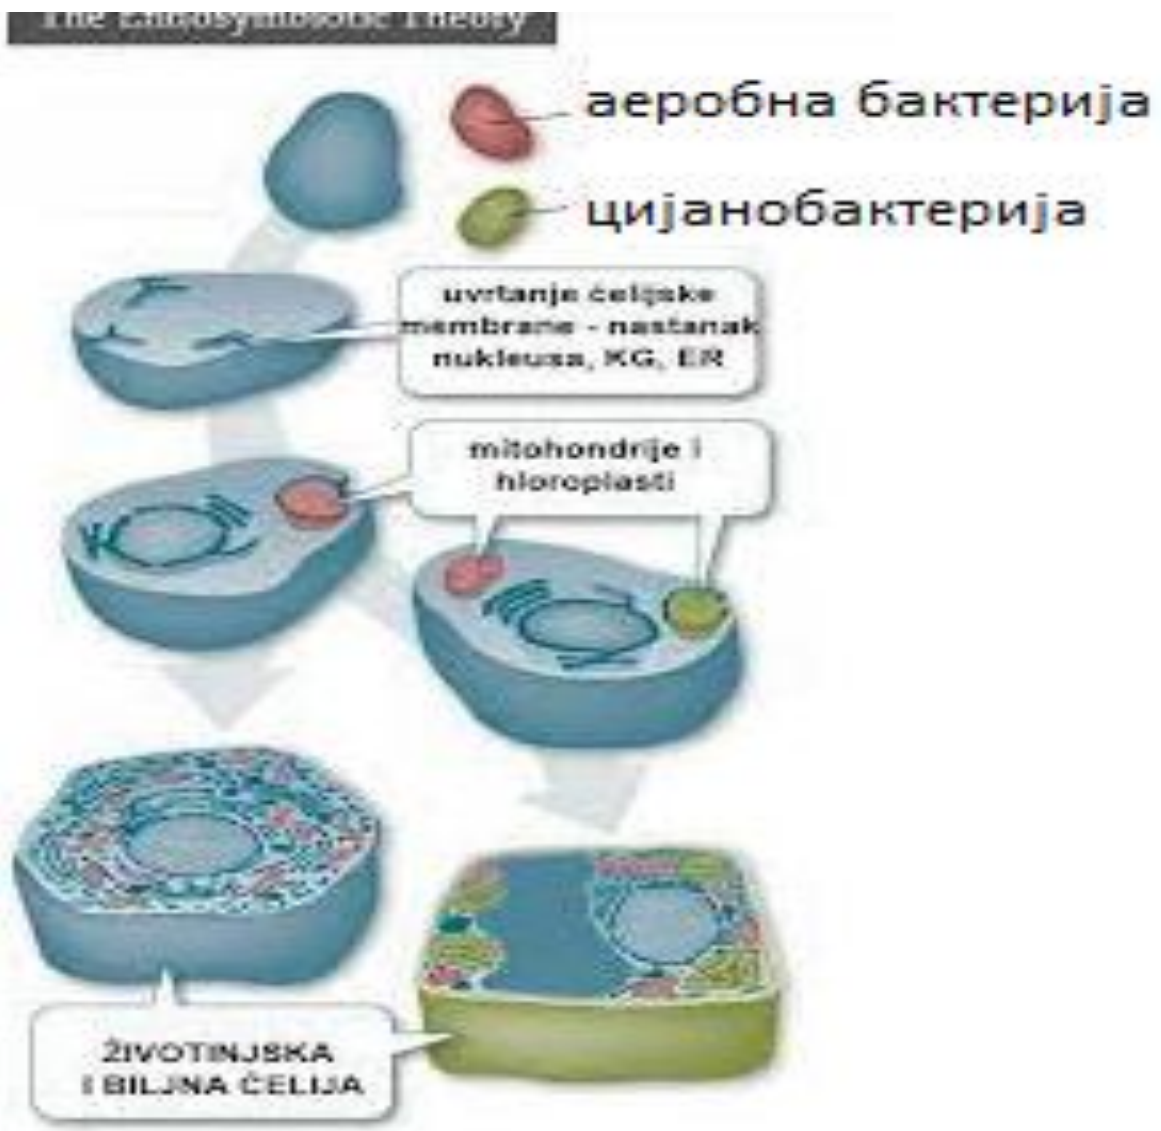 The Endosymbiotic Theory
аеробна бактерија
цијанобактерија
uvrtanje ćelijske
membrane - nastanak
nukleusa, KG, ER
mitohondrije i
hloroplasti
ŽIVOTINJSKA
I BILJNA ĆELIJA